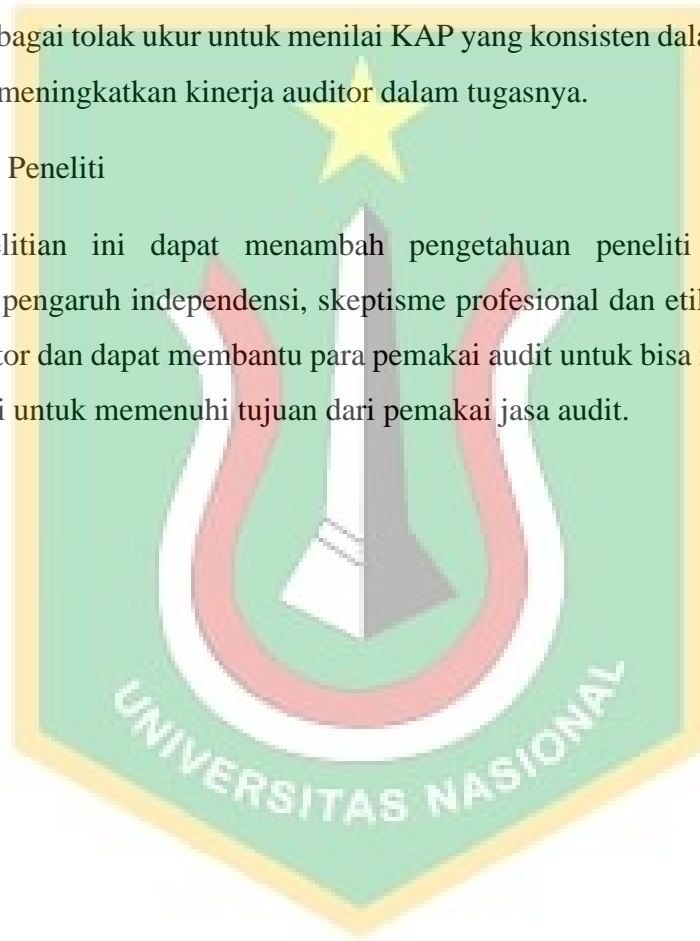 bagai tolak ukur untuk menilai KAP yang konsisten dala
meningkatkan kinerja auditor dalam tugasnya.
Peneliti
litian ini dapat menambah pengetahuan peneliti
pengaruh independensi, skeptisme profesional dan eti
tor dan dapat membantu para pemakai audit untuk bisa
i untuk memenuhi tujuan dari pemakai jasa audit.
UNIVERSITAS NASIONAL